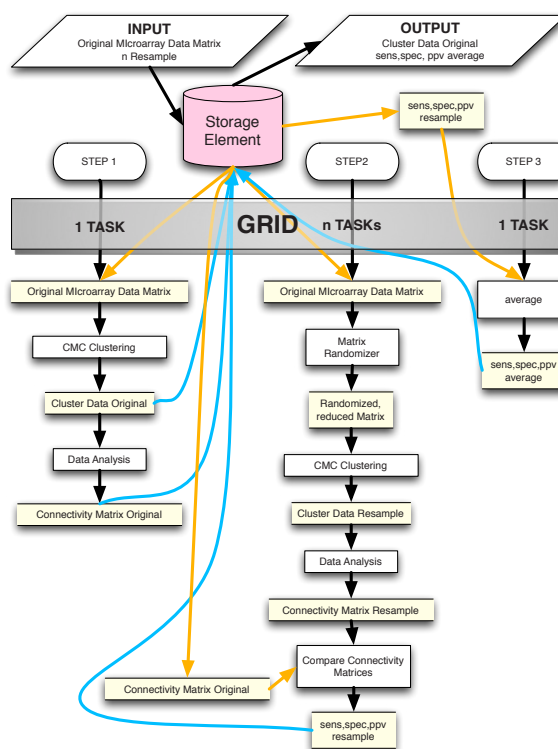 INPUT
Original MIcroarray Data Matrix
n Resample
OUTPUT
Cluster Data Original
sens,spec, ppv average
Storage
Element
sens,spec,ppv
resample
STEP 1
STEP2
STEP 3
1 TASK
GRID
n TASKs
1 TASK
Original MIcroarray Data Matrix
Original MIcroarray Data Matrix
average
CMC Clustering
Matrix
Randomizer
sens,spec,ppv
average
Cluster Data Original
Randomized,
reduced Matrix
Data Analysis
CMC Clustering
Connectivity Matrix Original
Cluster Data Resample
Data Analysis
Connectivity Matrix Resample
Compare Connectivity
Matrices
Connectivity Matrix Original
sens,spec,ppv
resample